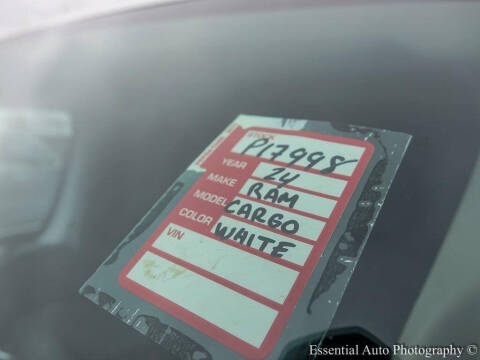 STOCK P17998
YEAR 24
MAKE RAM
MODEL CARGO
COLOR WHITE
VIN
Essential Auto Photography ©